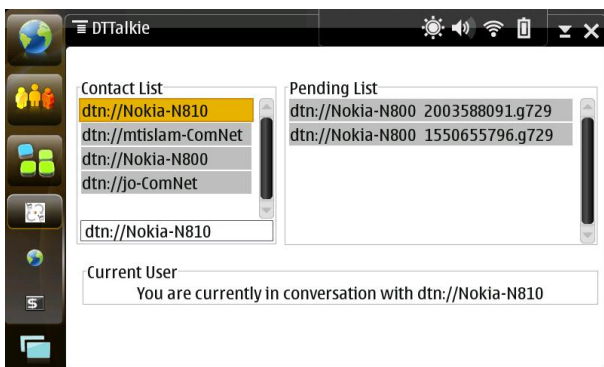 DTTalkie
Contact List
dtn://Nokia-N810
dtn://mtislam-ComNet
dtn://Nokia-N800
dtn://jo-ComNet
dtn://Nokia-N810
Pending List
dtn://Nokia-N800 2003588091.g729
dtn://Nokia-N800 1550655796.g729
Current User
You are currently in conversation with dtn://Nokia-N810